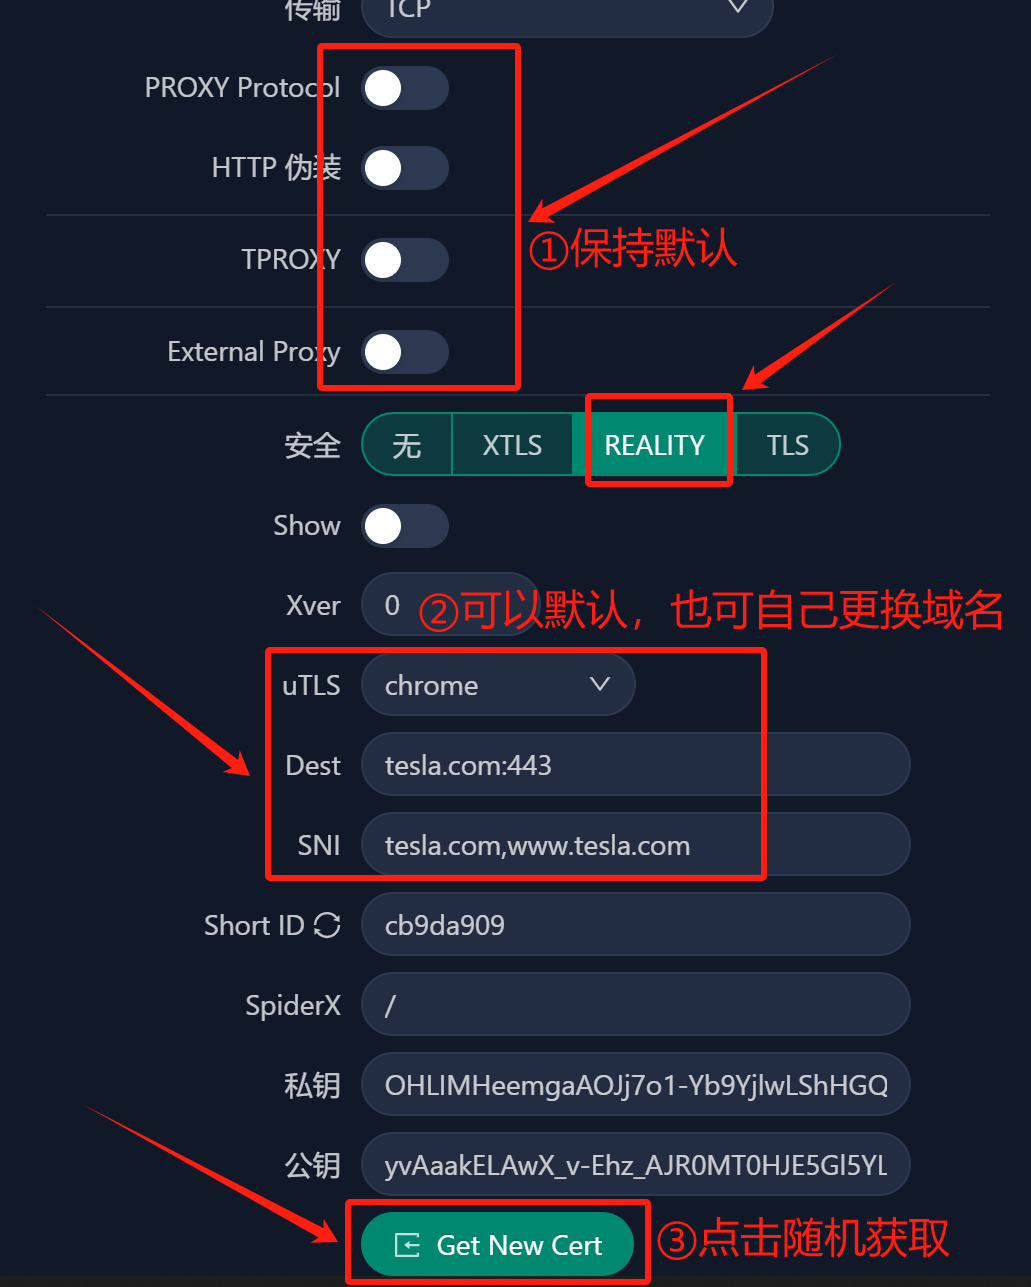 传输 TCP
PROXY Protocol
HTTP 伪装
TPROXY
①保持默认
External Proxy
安全 无 XTLS REALITY TLS
Show
Xver 0
②可以默认，也可自己更换域名
uTLS chrome
Dest tesla.com:443
SNI tesla.com,www.tesla.com
Short ID cb9da909
SpiderX /
私钥 OHLIMHeemgaAOJj7o1-Yb9YjlwLShHGQ
公钥 yvAaakELAwX_v-Ehz_AJR0MT0HJE5Gl5YL
Get New Cert
③点击随机获取